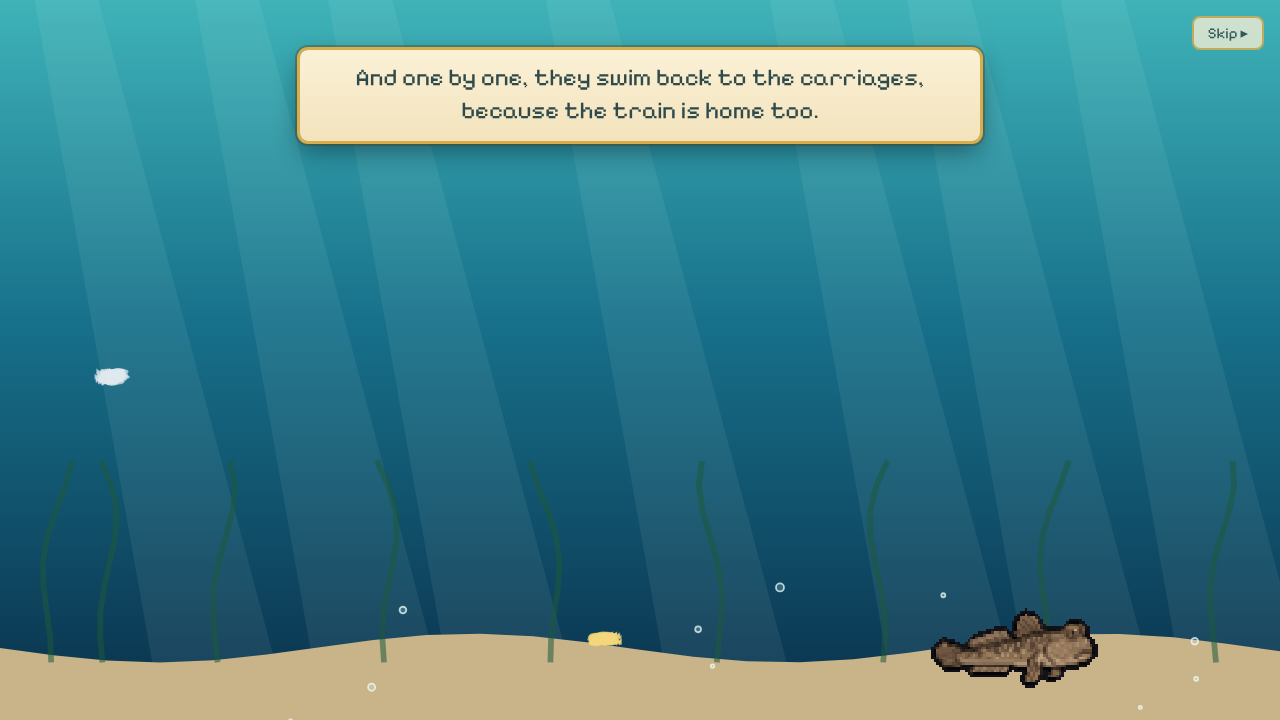 Skip ▸
And one by one, they swim back to the carriages,
because the train is home too.